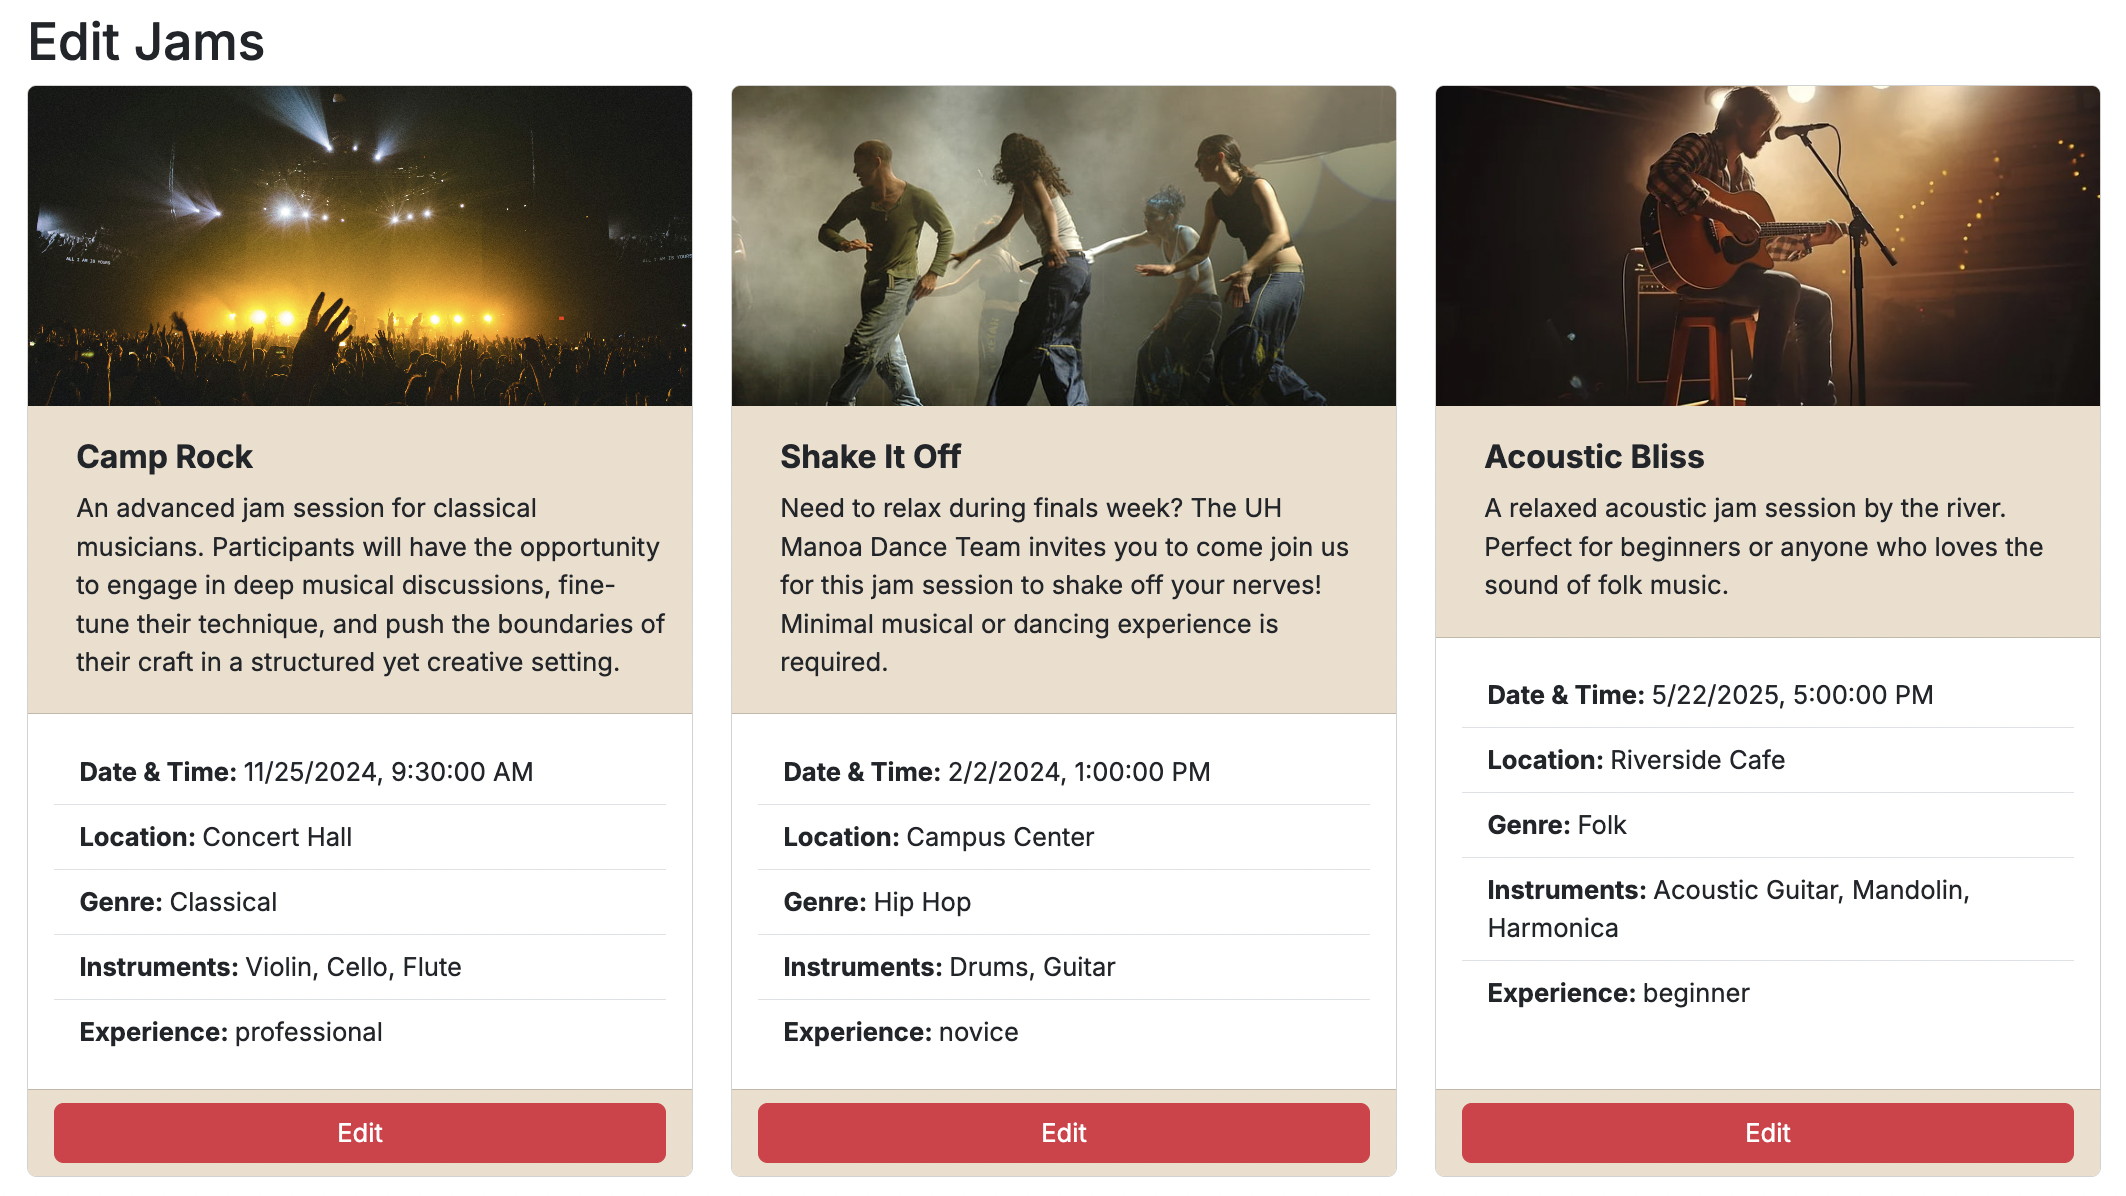 Edit Jams
ALL I AM IS YOURS
Camp Rock
An advanced jam session for classical
musicians. Participants will have the opportunity
to engage in deep musical discussions, fine-
tune their technique, and push the boundaries of
their craft in a structured yet creative setting.
Date & Time: 11/25/2024, 9:30:00 AM
Location: Concert Hall
Genre: Classical
Instruments: Violin, Cello, Flute
Experience: professional
Edit
Shake It Off
Need to relax during finals week? The UH
Manoa Dance Team invites you to come join us
for this jam session to shake off your nerves!
Minimal musical or dancing experience is
required.
Date & Time: 2/2/2024, 1:00:00 PM
Location: Campus Center
Genre: Hip Hop
Instruments: Drums, Guitar
Experience: novice
Edit
Acoustic Bliss
A relaxed acoustic jam session by the river.
Perfect for beginners or anyone who loves the
sound of folk music.
Date & Time: 5/22/2025, 5:00:00 PM
Location: Riverside Cafe
Genre: Folk
Instruments: Acoustic Guitar, Mandolin,
Harmonica
Experience: beginner
Edit